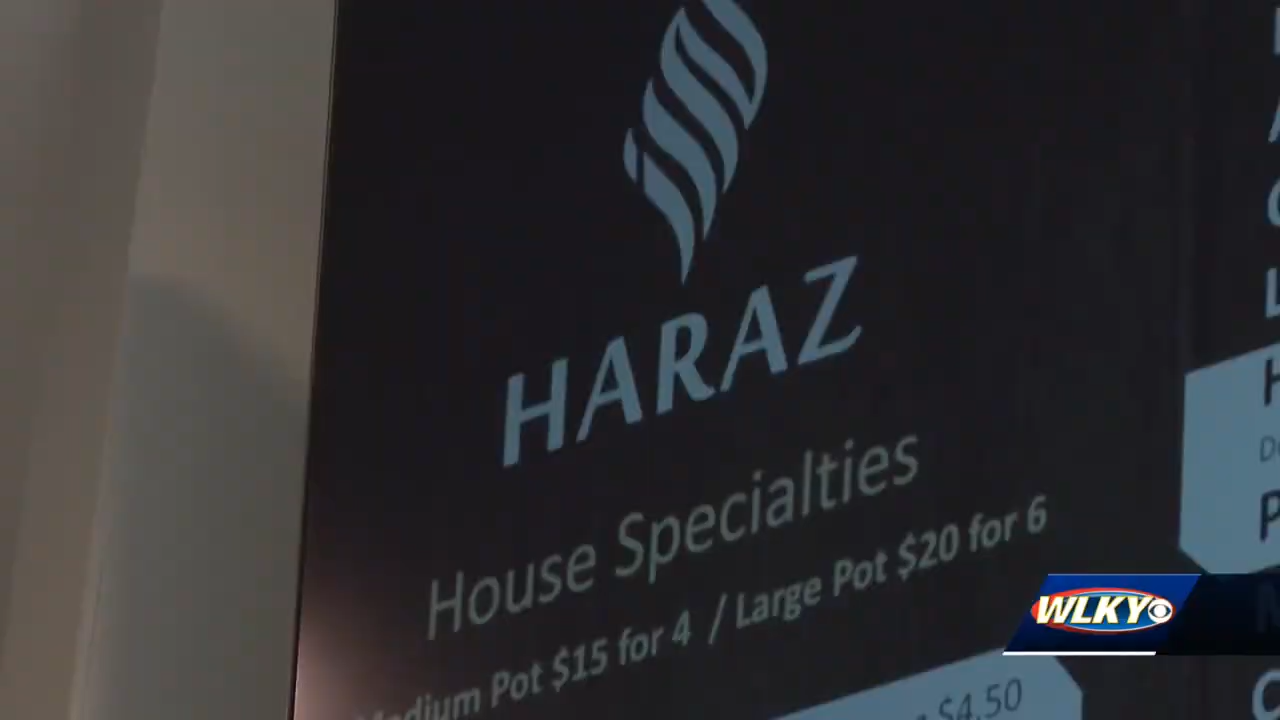 HARAZ
House Specialties
Medium Pot $15 for 4 / Large Pot $20 for 6
$4.50
WLKY